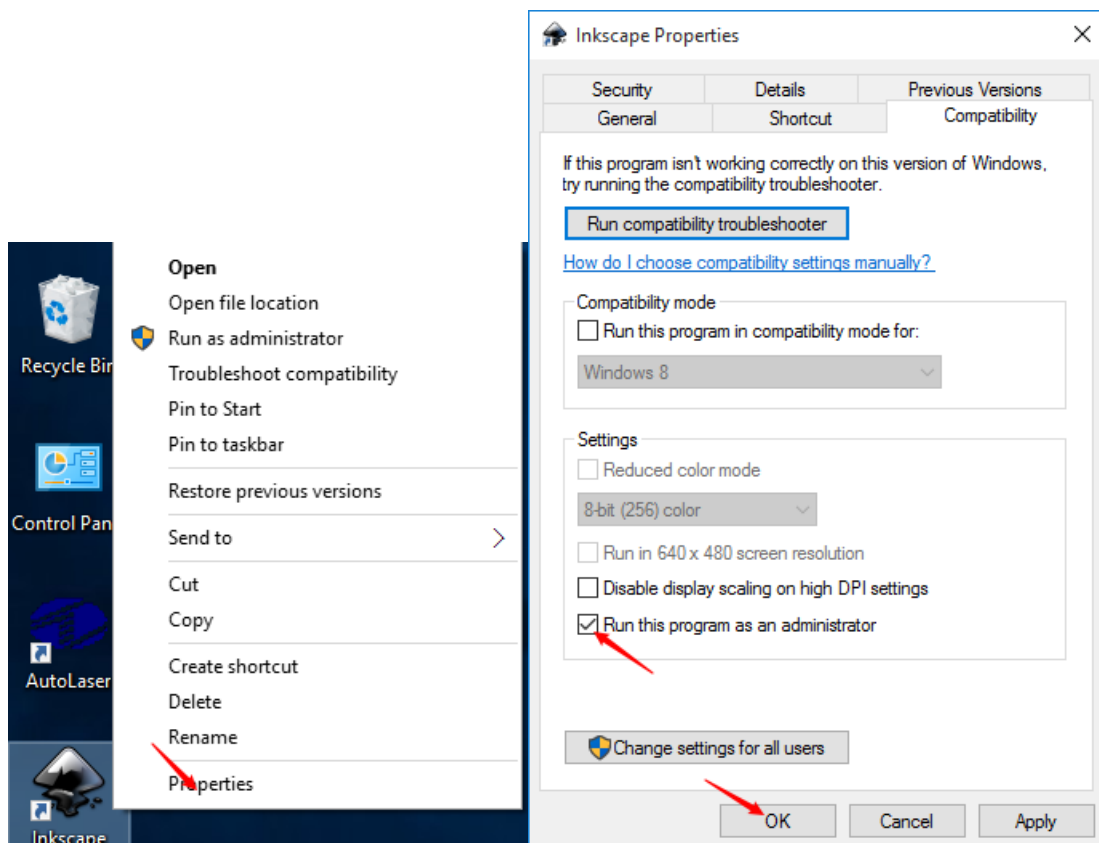 Recycle Bin
Control Pan
AutoLaser
Inkscape
Open
Open file location
Run as administrator
Troubleshoot compatibility
Pin to Start
Pin to taskbar
Restore previous versions
Send to
Cut
Copy
Create shortcut
Delete
Rename
Properties
Inkscape Properties
Security Details Previous Versions
General Shortcut Compatibility
If this program isn't working correctly on this version of Windows,
try running the compatibility troubleshooter.
Run compatibility troubleshooter
How do I choose compatibility settings manually?
Compatibility mode
Run this program in compatibility mode for:
Windows 8
Settings
Reduced color mode
8-bit (256) color
Run in 640 x 480 screen resolution
Disable display scaling on high DPI settings
Run this program as an administrator
Change settings for all users
OK Cancel Apply